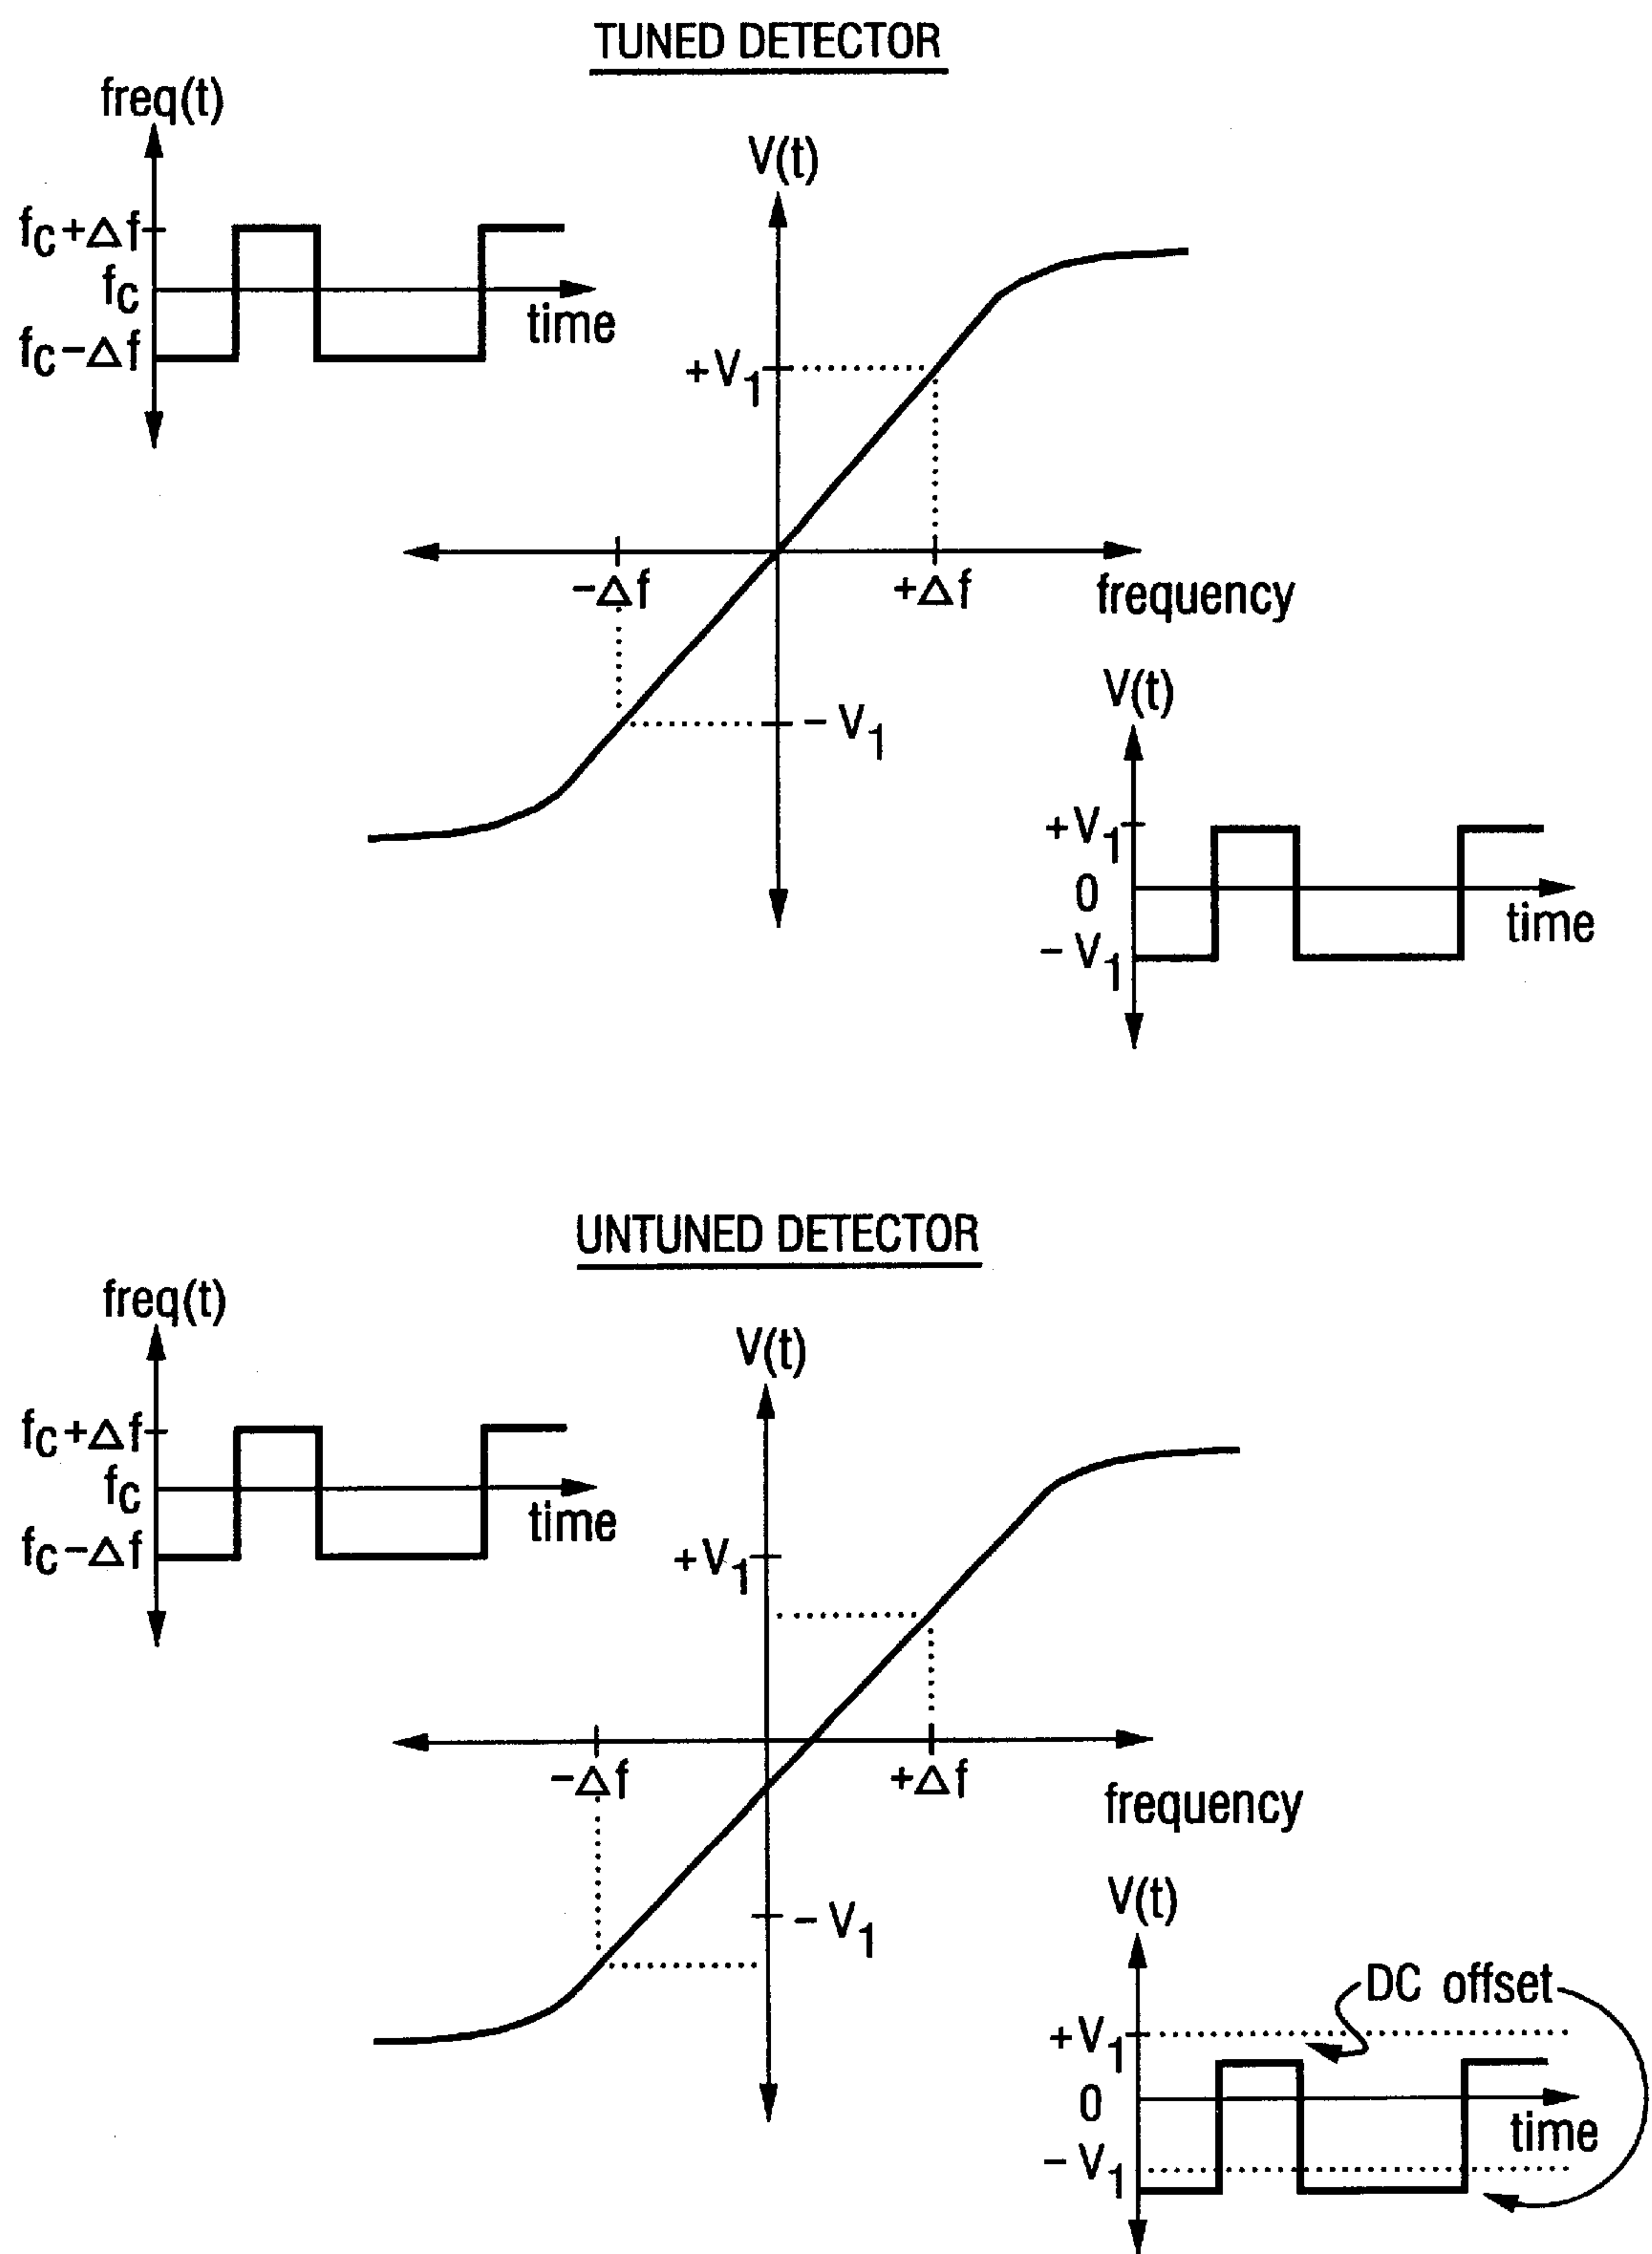 TUNED DETECTOR
freq(t)
V(t)
fC+Δf
fC
time
fC−Δf
+V1
−Δf
+Δf
frequency
− V1
V(t)
+V1
0
time
− V1
UNTUNED DETECTOR
freq(t)
V(t)
fC+Δf
fC
time
fC−Δf
+V1
−Δf
+Δf
frequency
− V1
V(t)
DC offset
+V1
0
time
− V1